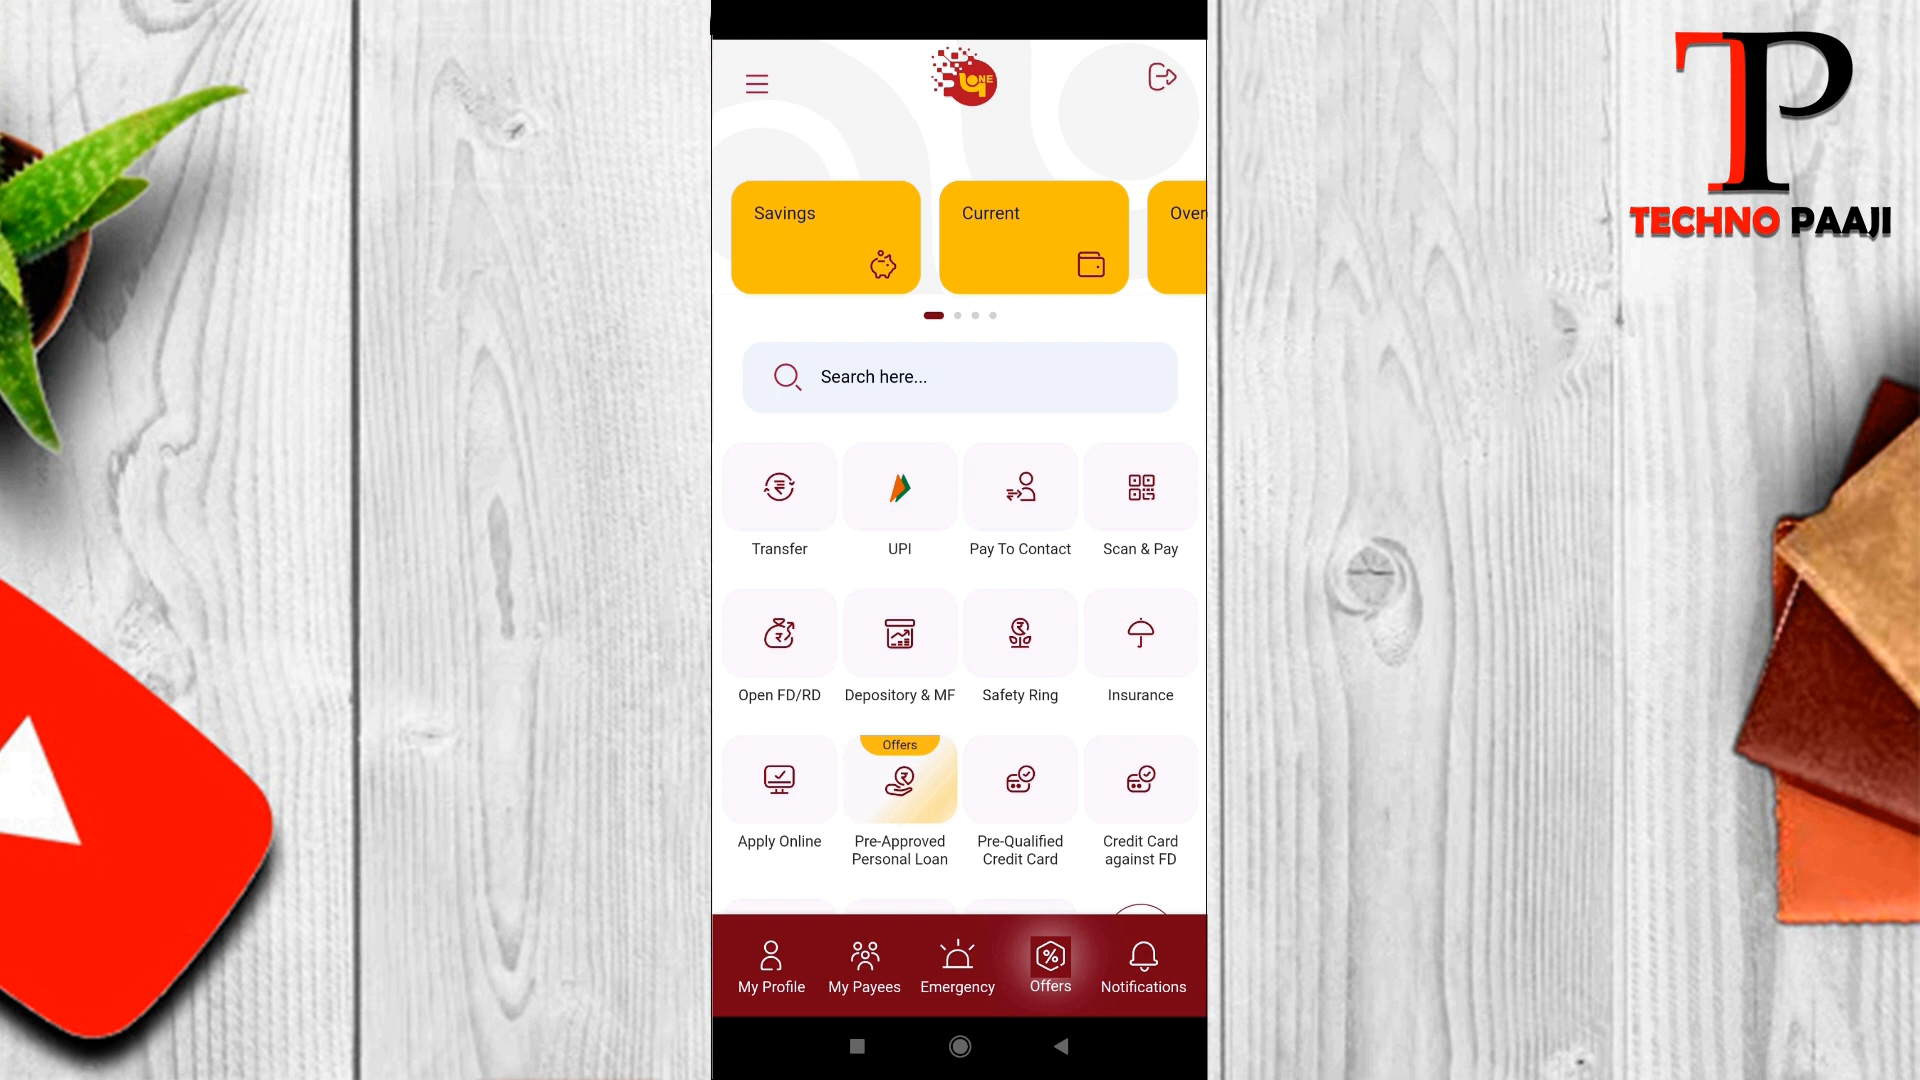 TP
TECHNO PAAJI
ONE
Savings
Current
Over
Search here...
Transfer
UPI
Pay To Contact
Scan & Pay
Open FD/RD
Depository & MF
Safety Ring
Insurance
Offers
Apply Online
Pre-Approved
Personal Loan
Pre-Qualified
Credit Card
Credit Card
against FD
My Profile
My Payees
Emergency
Offers
Notifications